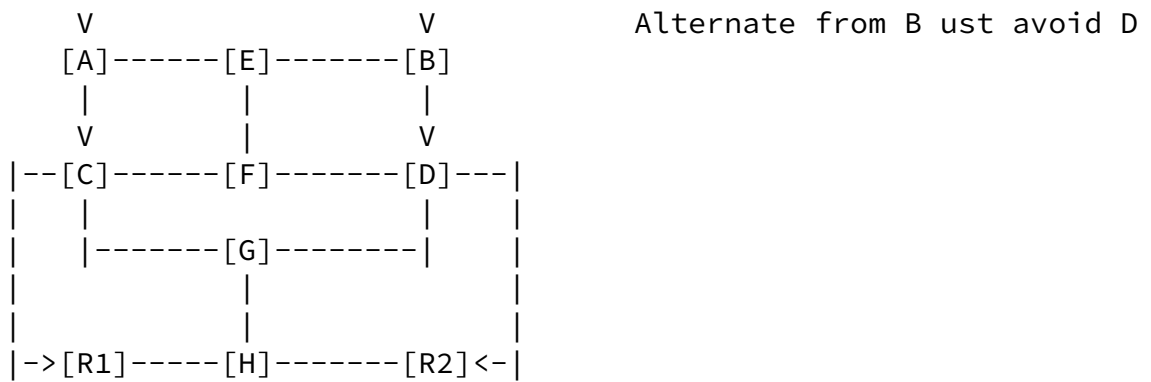 V                     V            Alternate from B ust avoid D
     [A]------[E]-------[B]
      |         |          |
      V         |          V
|--[C]------[F]-------[D]---|
|    |                    |     |
|    |-------[G]--------|     |
|              |                |
|              |                |
|->[R1]-----[H]-------[R2]<-|